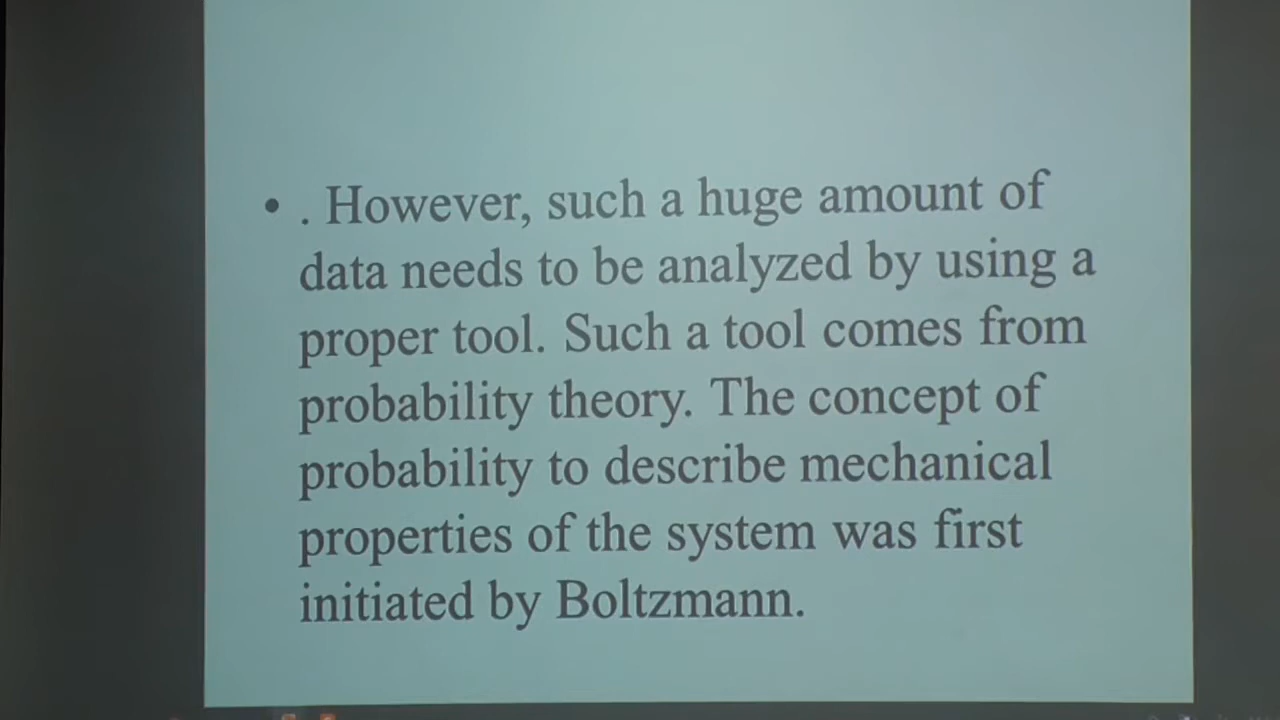 • . However, such a huge amount of
data needs to be analyzed by using a
proper tool. Such a tool comes from
probability theory. The concept of
probability to describe mechanical
properties of the system was first
initiated by Boltzmann.